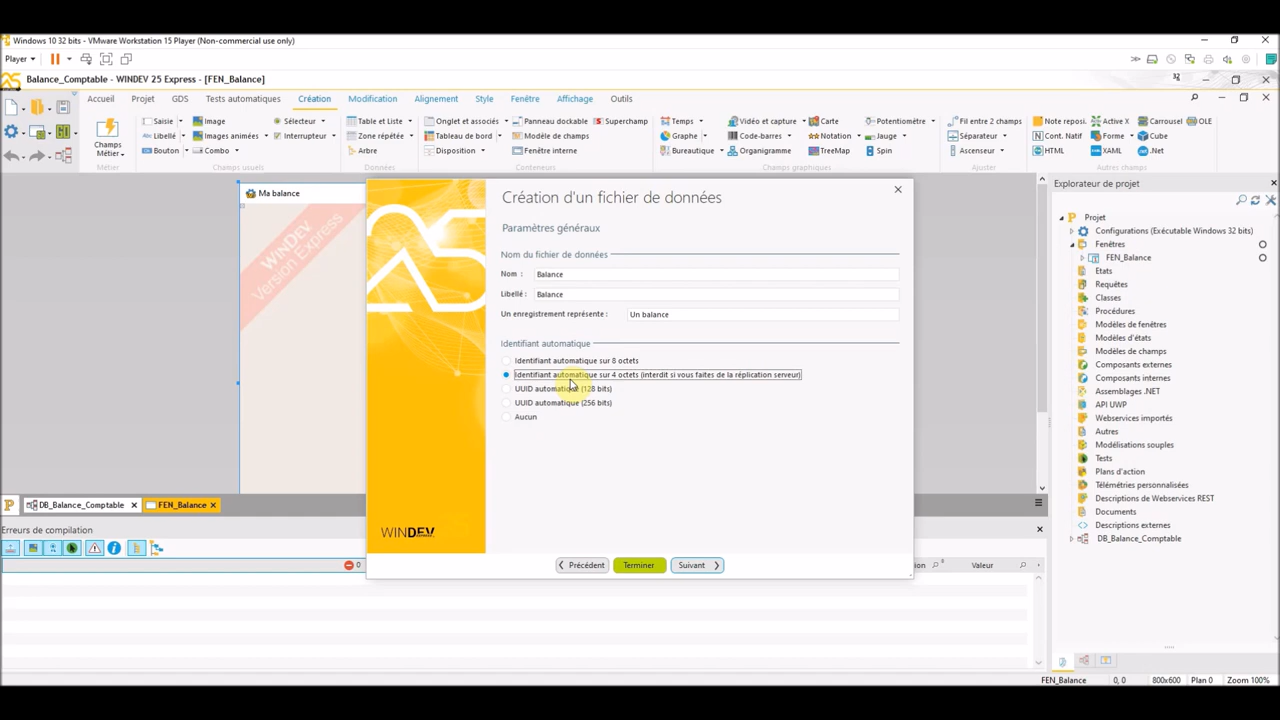 Windows 10 32 bits - VMware Workstation 15 Player (Non-commercial use only)
Player
Balance_Comptable - WINDEV 25 Express - [FEN_Balance]
Accueil Projet GDS Tests automatiques Création Modification Alignement Style Fenêtre Affichage Outils
Saisie Image Sélecteur Table et Liste Onglet et associés Panneau dockable Superchamp Temps Vidéo et capture Carte Potentiomètre Fil entre 2 champs Note reposi. Active X Carrousel OLE
Libellé Images animées Interrupteur Zone répétée Tableau de bord Modèle de champs Graphe Code-barres Notation Jauge Séparateur Cont. Natif Forme Cube
Champs Métier Bouton Combo Arbre Disposition Fenêtre interne Bureautique Organigramme TreeMap Spin Ascenseur HTML XAML .Net
Métier Champs usuels Données Conteneurs Champs graphiques Ajuster Autres champs
Ma balance
WINDEV
Version Express
Création d'un fichier de données
Paramètres généraux
Nom du fichier de données
Nom : Balance
Libellé : Balance
Un enregistrement représente : Un balance
Identifiant automatique
Identifiant automatique sur 8 octets
Identifiant automatique sur 4 octets (interdit si vous faites de la réplication serveur)
UUID automatique (128 bits)
UUID automatique (256 bits)
Aucun
WINDEV
Précédent Terminer Suivant
Explorateur de projet
Projet
Configurations (Exécutable Windows 32 bits)
Fenêtres
FEN_Balance
Etats
Requêtes
Classes
Procédures
Modèles de fenêtres
Modèles d'états
Modèles de champs
Composants externes
Composants internes
Assemblages .NET
API UWP
Webservices importés
Autres
Modélisations souples
Tests
Plans d'action
Télémétries personnalisées
Descriptions de Webservices REST
Documents
Descriptions externes
DB_Balance_Comptable
DB_Balance_Comptable FEN_Balance
Erreurs de compilation
0
ion Valeur
FEN_Balance 0, 0 800x600 Plan 0 Zoom 100%